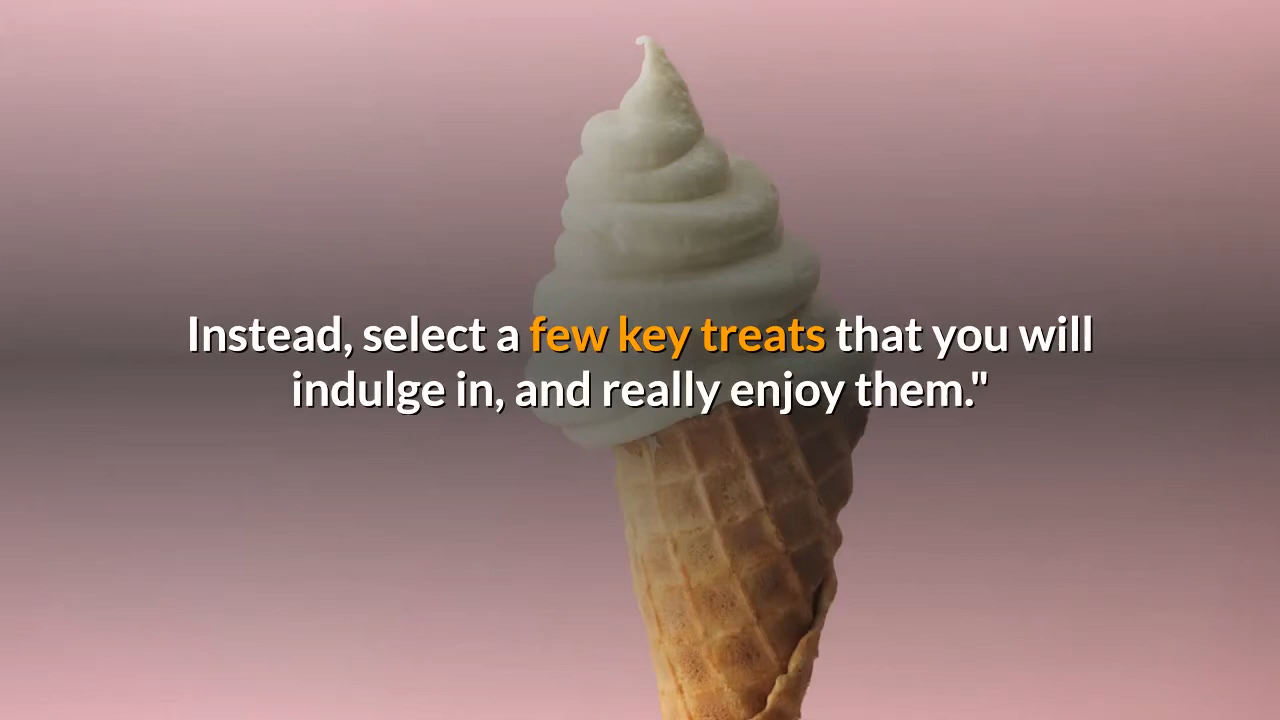 Instead, select a few key treats that you will
indulge in, and really enjoy them."